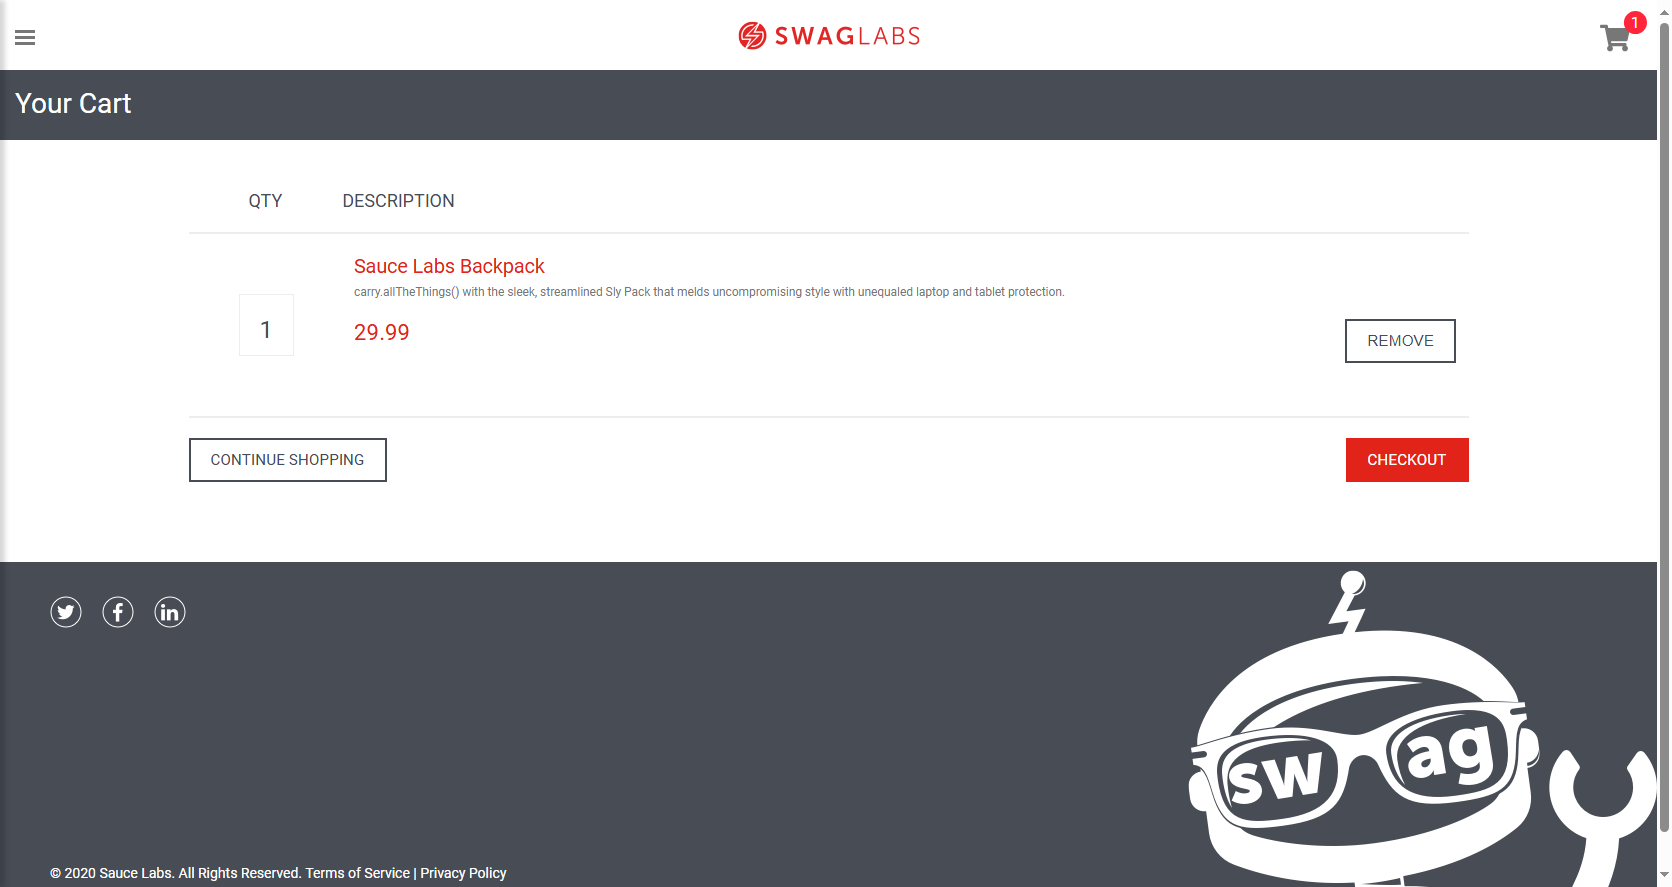 SWAGLABS
1
Your Cart
QTY DESCRIPTION
Sauce Labs Backpack
carry.allTheThings() with the sleek, streamlined Sly Pack that melds uncompromising style with unequaled laptop and tablet protection.
1
29.99
REMOVE
CONTINUE SHOPPING
CHECKOUT
swag
© 2020 Sauce Labs. All Rights Reserved. Terms of Service | Privacy Policy